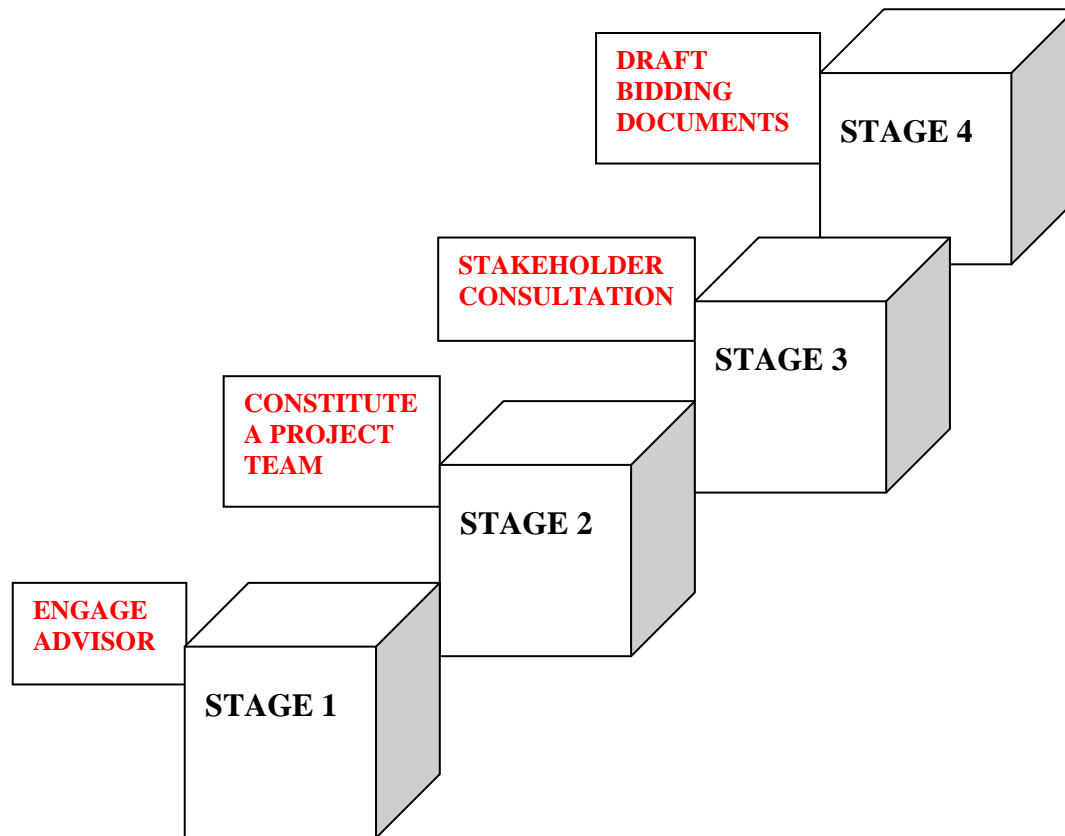 DRAFT
BIDDING
DOCUMENTS
STAGE 4
STAKEHOLDER
CONSULTATION
STAGE 3
CONSTITUTE
A PROJECT
TEAM
STAGE 2
ENGAGE
ADVISOR
STAGE 1